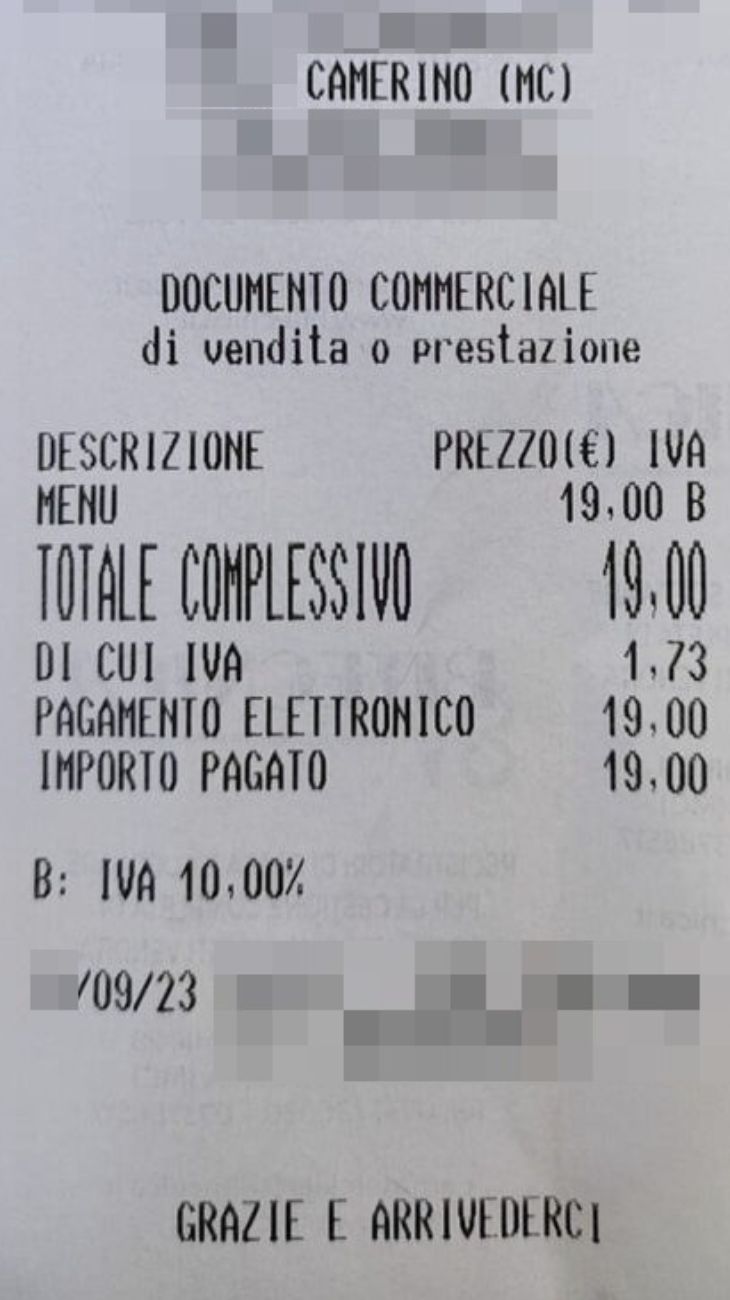 CAMERINO (MC)
DOCUMENTO COMMERCIALE
di vendita o prestazione
DESCRIZIONE PREZZO(€) IVA
MENU 19,00 B
TOTALE COMPLESSIVO 19,00
DI CUI IVA 1,73
PAGAMENTO ELETTRONICO 19,00
IMPORTO PAGATO 19,00
B: IVA 10,00%
/09/23
GRAZIE E ARRIVEDERCI